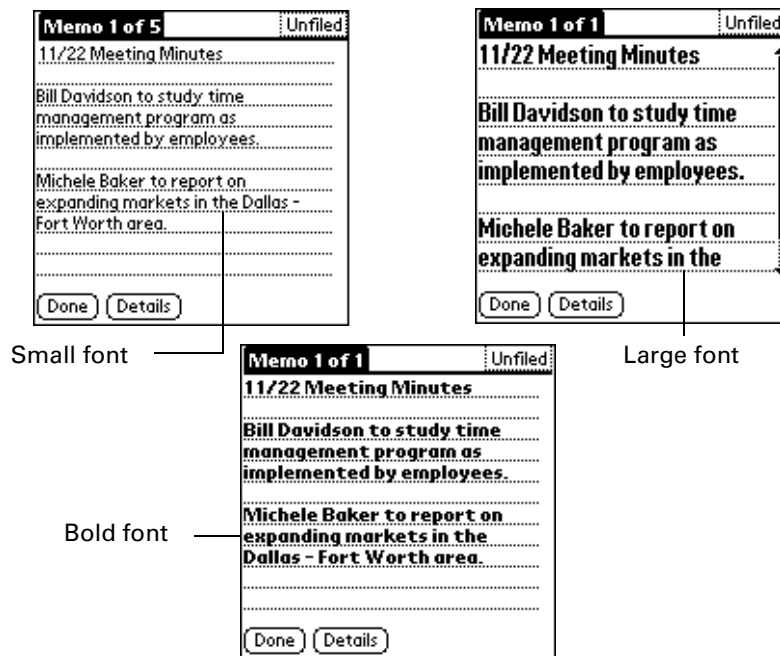 Memo 1 of 5
Unfiled
11/22 Meeting Minutes
Bill Davidson to study time
management program as
implemented by employees.
Michele Baker to report on
expanding markets in the Dallas -
Fort Worth area.
Done
Details
Small font
Memo 1 of 1
Unfiled
11/22 Meeting Minutes
Bill Davidson to study time
management program as
implemented by employees.
Michele Baker to report on
expanding markets in the
Done
Details
Large font
Memo 1 of 1
Unfiled
11/22 Meeting Minutes
Bill Davidson to study time
management program as
implemented by employees.
Michele Baker to report on
expanding markets in the
Dallas - Fort Worth area.
Done
Details
Bold font